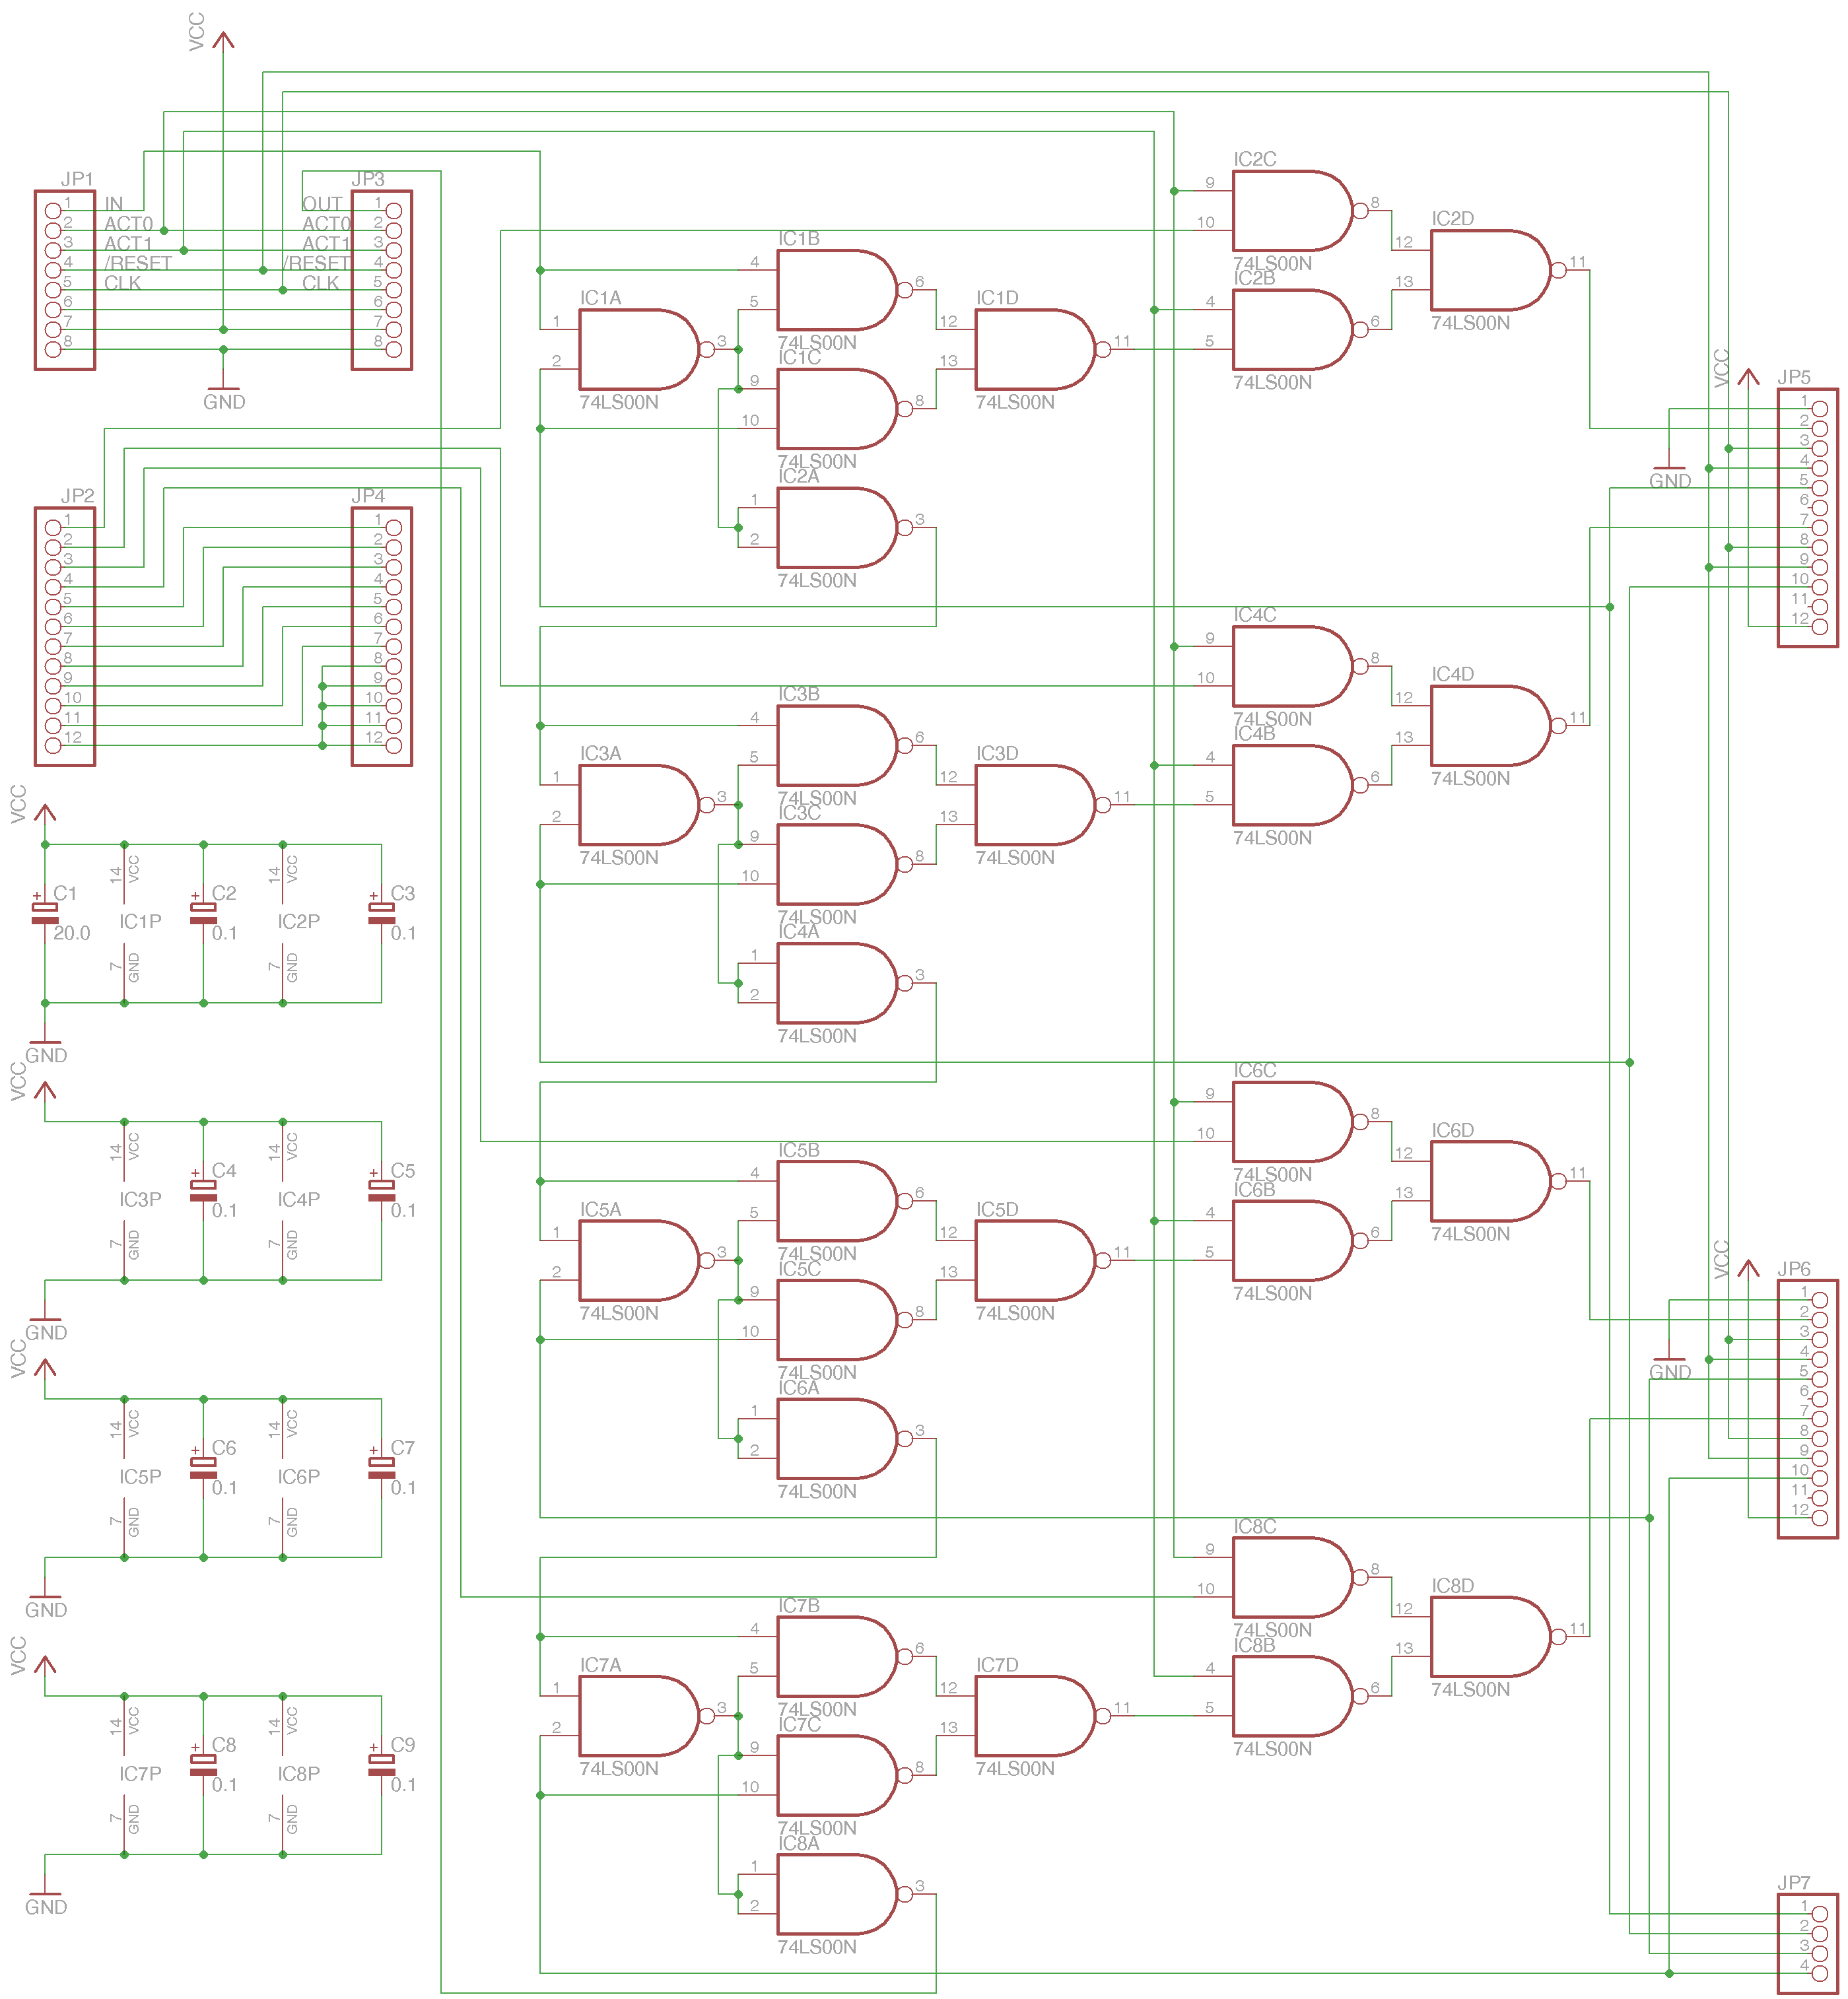 VCC
JP1
1 IN
2 ACT0
3 ACT1
4 /RESET
5 CLK
6
7
8
JP3
OUT 1
ACT0 2
ACT1 3
/RESET 4
CLK 5
6
7
8
GND
JP2
1
2
3
4
5
6
7
8
9
10
11
12
JP4
1
2
3
4
5
6
7
8
9
10
11
12
VCC
C1
20.0
14 VCC
IC1P
7 GND
C2
0.1
14 VCC
IC2P
7 GND
C3
0.1
GND
VCC
14 VCC
IC3P
7 GND
C4
0.1
14 VCC
IC4P
7 GND
C5
0.1
GND
VCC
14 VCC
IC5P
7 GND
C6
0.1
14 VCC
IC6P
7 GND
C7
0.1
GND
VCC
14 VCC
IC7P
7 GND
C8
0.1
14 VCC
IC8P
7 GND
C9
0.1
GND
IC1A
1
2
3
74LS00N
IC1B
4
5
6
74LS00N
IC1C
9
10
8
74LS00N
IC2A
1
2
3
74LS00N
IC1D
12
13
11
74LS00N
IC2C
9
10
8
74LS00N
IC2B
4
5
6
74LS00N
IC2D
12
13
11
74LS00N
IC3A
1
2
3
74LS00N
IC3B
4
5
6
74LS00N
IC3C
9
10
8
74LS00N
IC4A
1
2
3
74LS00N
IC3D
12
13
11
74LS00N
IC4C
9
10
8
74LS00N
IC4B
4
5
6
74LS00N
IC4D
12
13
11
74LS00N
IC5A
1
2
3
74LS00N
IC5B
4
5
6
74LS00N
IC5C
9
10
8
74LS00N
IC6A
1
2
3
74LS00N
IC5D
12
13
11
74LS00N
IC6C
9
10
8
74LS00N
IC6B
4
5
6
74LS00N
IC6D
12
13
11
74LS00N
IC7A
1
2
3
74LS00N
IC7B
4
5
6
74LS00N
IC7C
9
10
8
74LS00N
IC8A
1
2
3
74LS00N
IC7D
12
13
11
74LS00N
IC8C
9
10
8
74LS00N
IC8B
4
5
6
74LS00N
IC8D
12
13
11
74LS00N
VCC
JP5
1
2
3
4
5
6
7
8
9
10
11
12
GND
VCC
JP6
1
2
3
4
5
6
7
8
9
10
11
12
GND
JP7
1
2
3
4